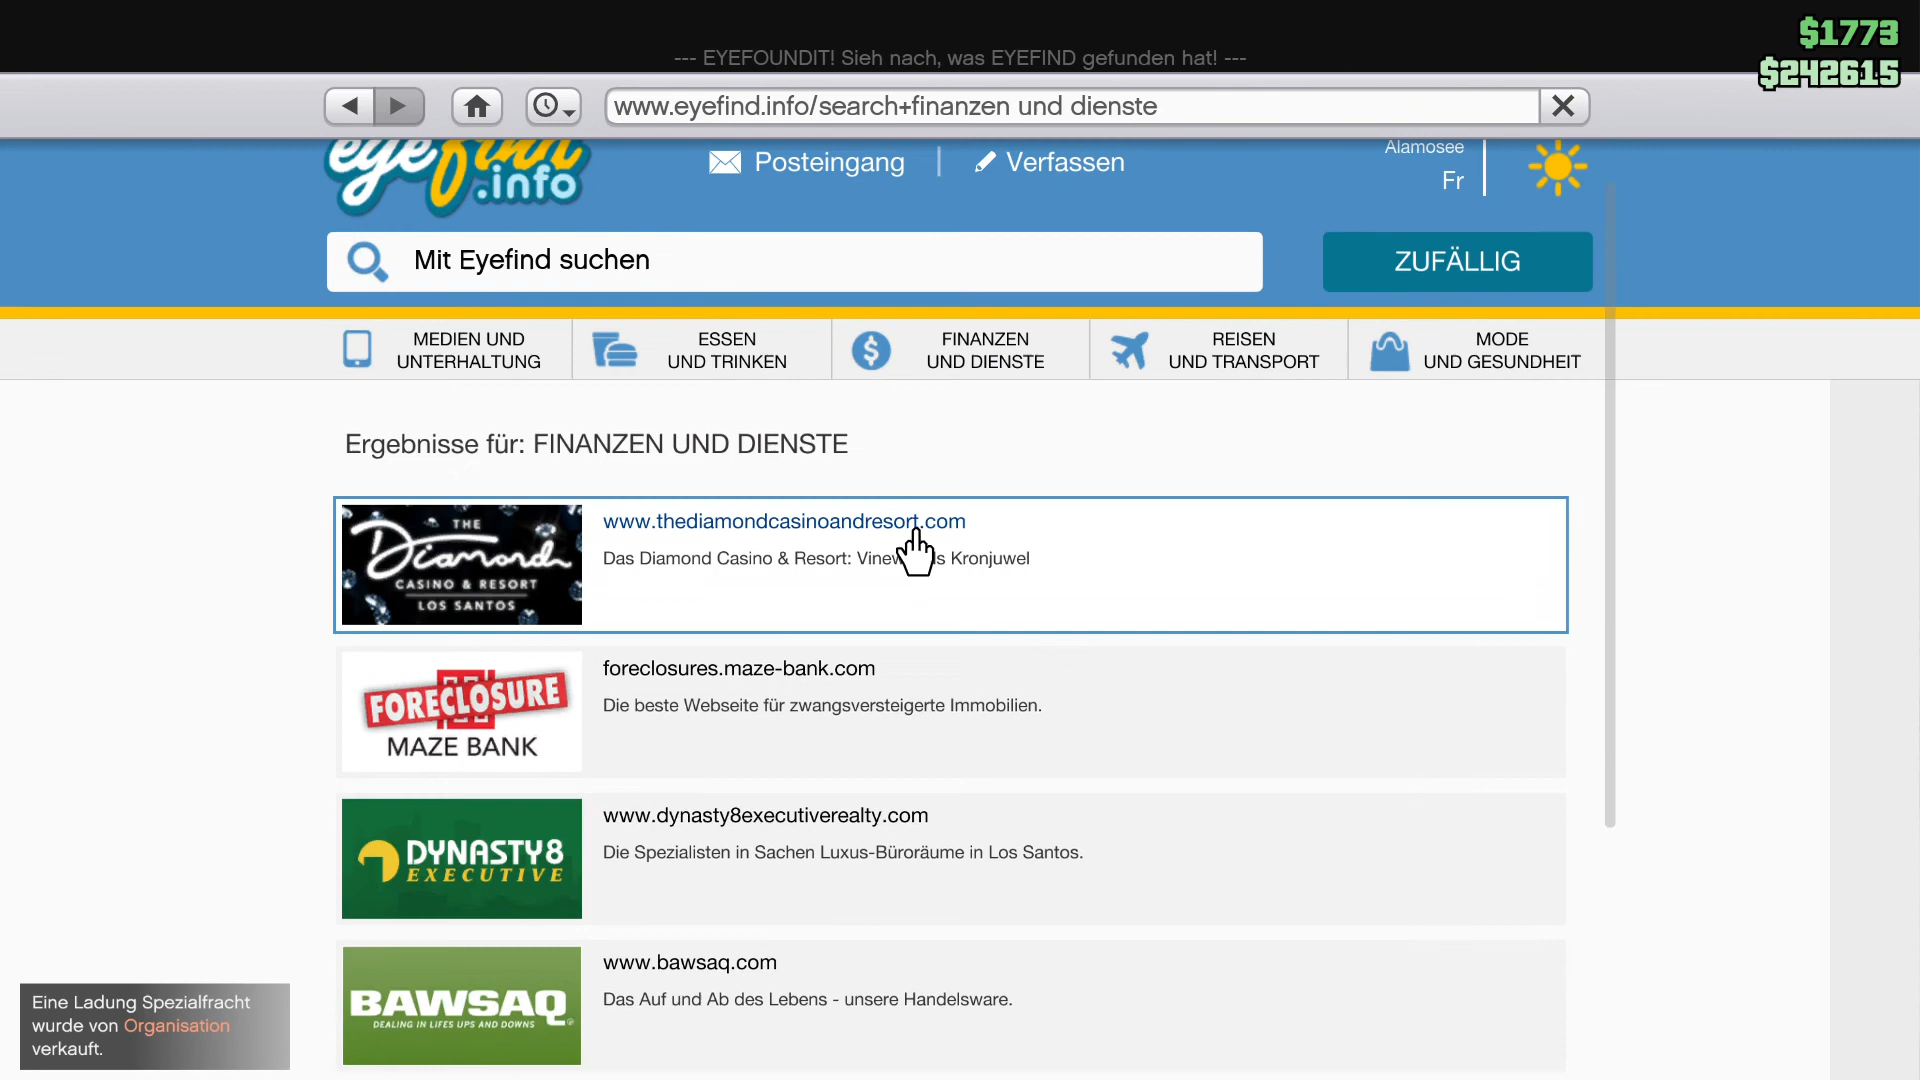 $1773
--- EYEFOUNDIT! Sieh nach, was EYEFIND gefunden hat! ---
$242615
www.eyefind.info/search+finanzen und dienste
eyefind
.info
Posteingang
Verfassen
Alamosee
Fr
Mit Eyefind suchen
ZUFÄLLIG
MEDIEN UND
UNTERHALTUNG
ESSEN
UND TRINKEN
FINANZEN
UND DIENSTE
REISEN
UND TRANSPORT
MODE
UND GESUNDHEIT
Ergebnisse für: FINANZEN UND DIENSTE
THE
Diamond
CASINO & RESORT
LOS SANTOS
www.thediamondcasinoandresort.com
Das Diamond Casino & Resort: Kronjuwel
FORECLOSURE
MAZE BANK
foreclosures.maze-bank.com
Die beste Webseite für zwangsversteigerte Immobilien.
DYNASTY8
EXECUTIVE
www.dynasty8executiverealty.com
Die Spezialisten in Sachen Luxus-Büroräume in Los Santos.
BAWSAQ
DEALING IN LIFES UPS AND DOWNS
www.bawsaq.com
Das Auf und Ab des Lebens - unsere Handelsware.
Eine Ladung Spezialfracht
wurde von Organisation
verkauft.